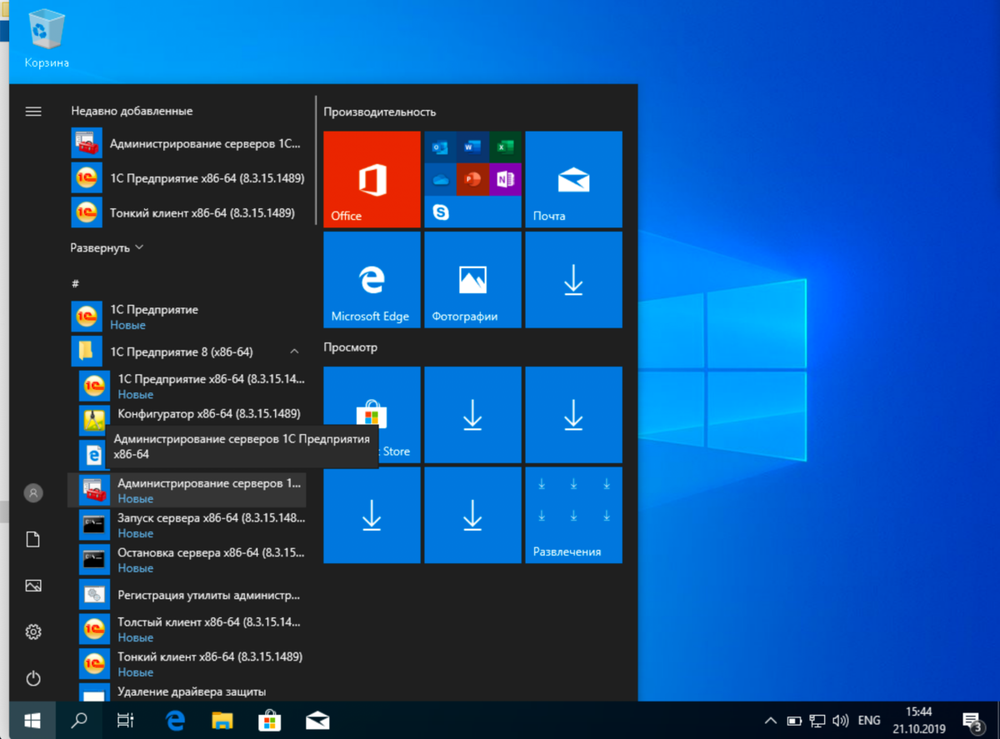 Корзина
Недавно добавленные
Администрирование серверов 1С...
1С Предприятие x86-64 (8.3.15.1489)
Тонкий клиент x86-64 (8.3.15.1489)
Развернуть
#
1С Предприятие
Новые
1С Предприятие 8 (x86-64)
1С Предприятие x86-64 (8.3.15.14...
Новые
Конфигуратор x86-64 (8.3.15.1489)
Администрирование серверов 1С Предприятия
x86-64
Администрирование серверов 1...
Новые
Запуск сервера x86-64 (8.3.15.148...
Новые
Остановка сервера x86-64 (8.3.15...
Новые
Регистрация утилиты администр...
Толстый клиент x86-64 (8.3.15.14...
Новые
Тонкий клиент x86-64 (8.3.15.1489)
Новые
Удаление драйвера защиты
Производительность
Office
Почта
Microsoft Edge
Фотографии
Просмотр
Store
Развлечения
ENG
15:44
21.10.2019
3